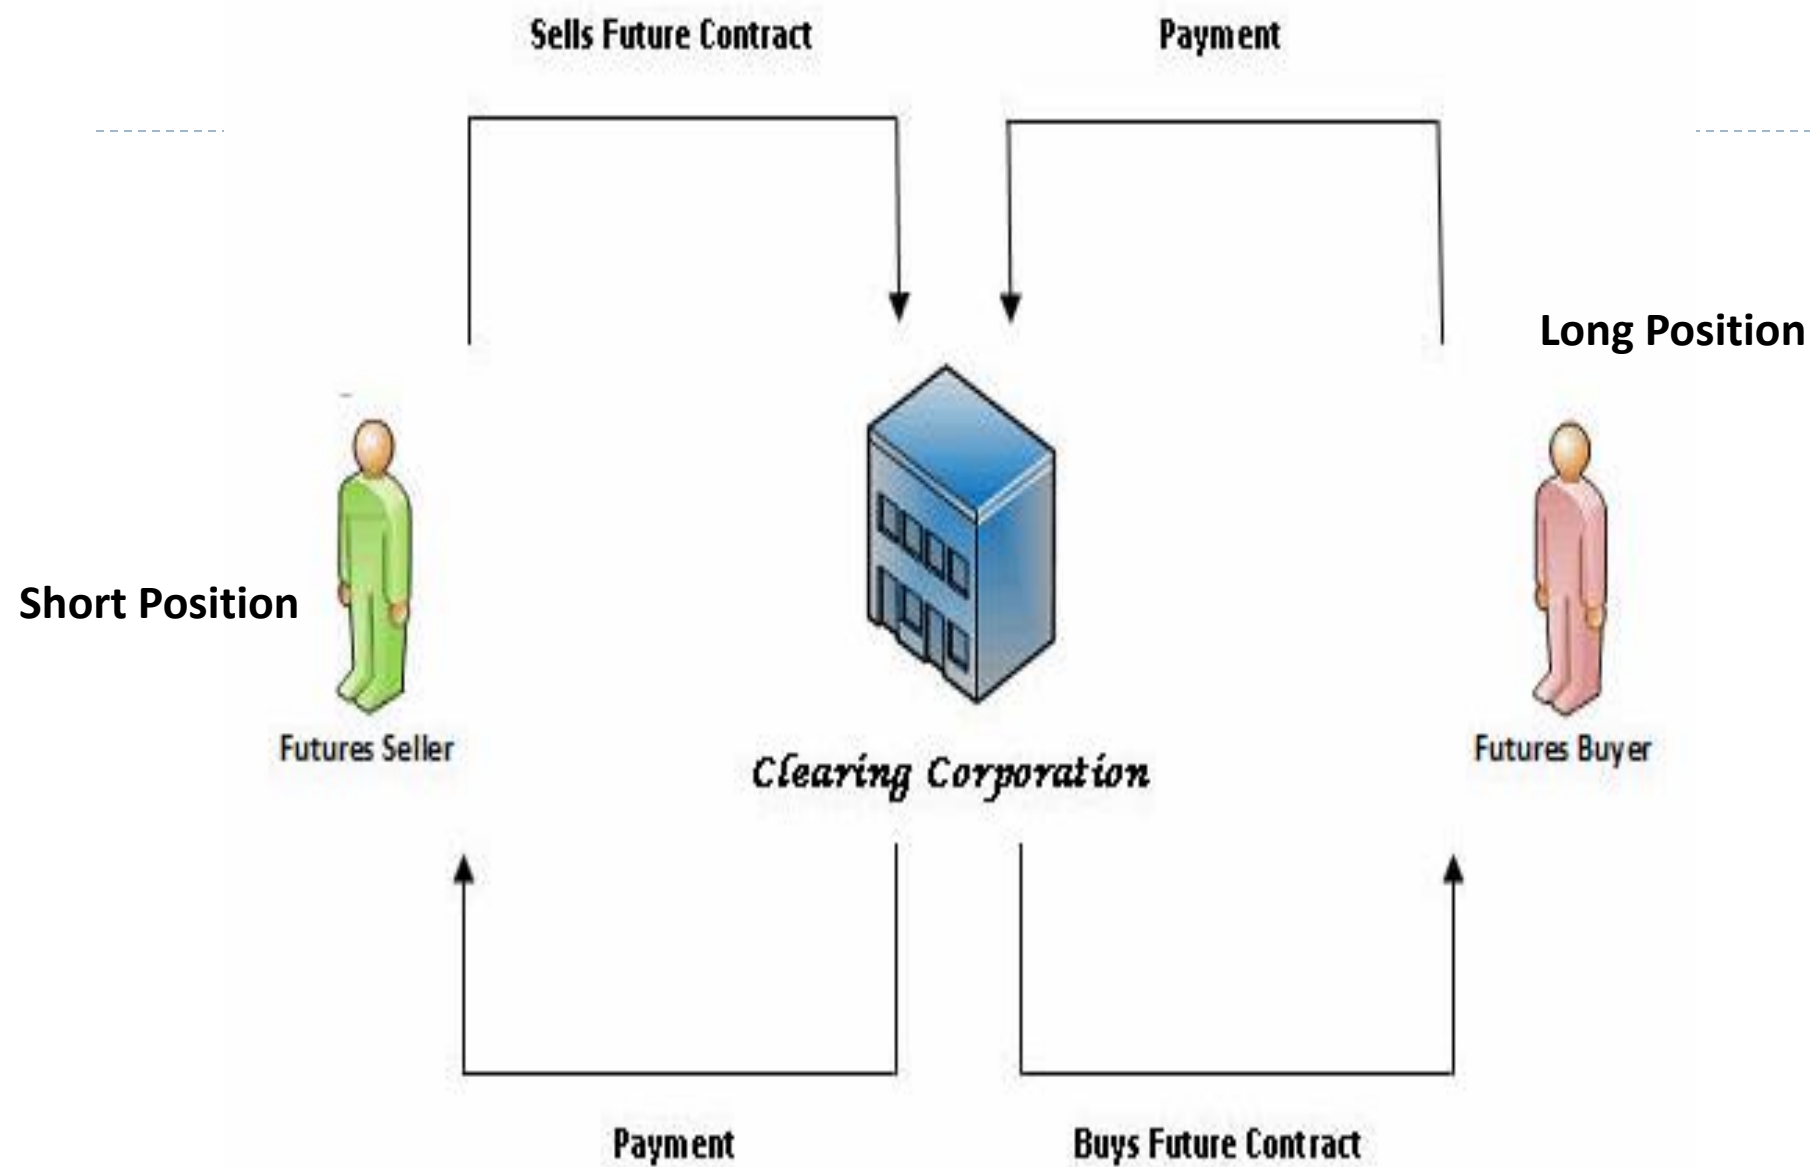 Sells Future Contract
Payment
Long Position
Short Position
Futures Seller
Futures Buyer
Clearing Corporation
Payment
Buys Future Contract